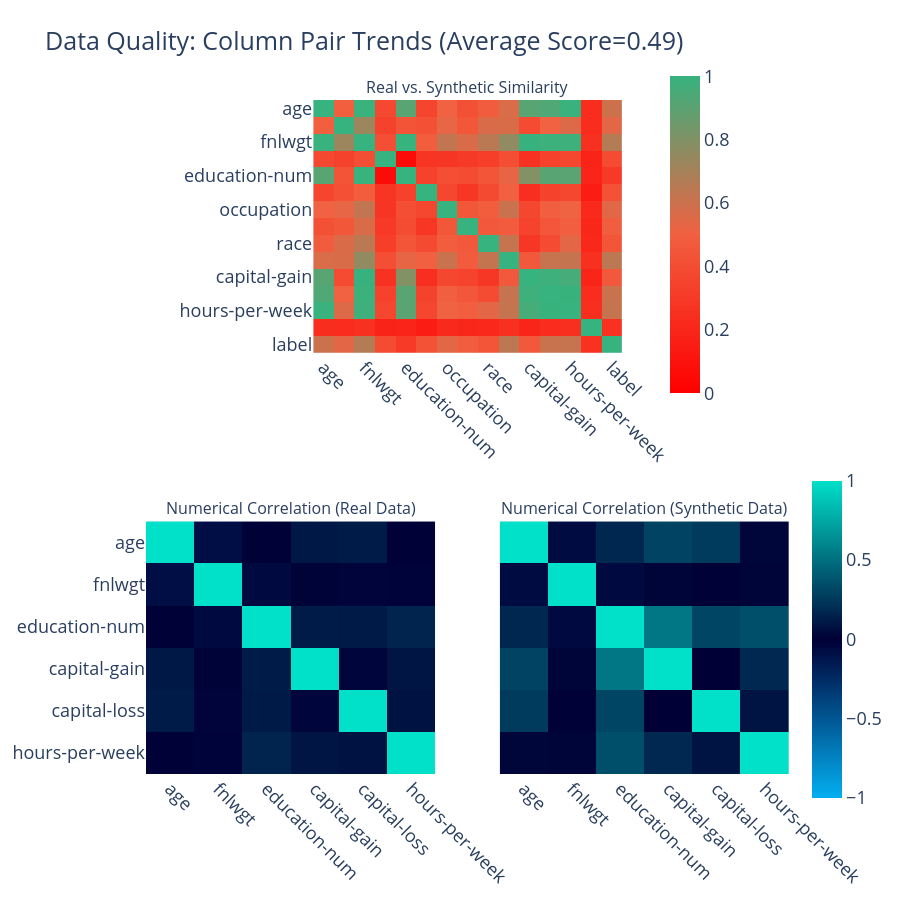 Data Quality: Column Pair Trends (Average Score=0.49)
Real vs. Synthetic Similarity
age
fnlwgt
education-num
occupation
race
capital-gain
hours-per-week
label
age
fnlwgt
education-num
occupation
race
capital-gain
hours-per-week
label
1
0.8
0.6
0.4
0.2
0
Numerical Correlation (Real Data)
age
fnlwgt
education-num
capital-gain
capital-loss
hours-per-week
age
fnlwgt
education-num
capital-gain
capital-loss
hours-per-week
Numerical Correlation (Synthetic Data)
age
fnlwgt
education-num
capital-gain
capital-loss
hours-per-week
1
0.5
0
−0.5
−1